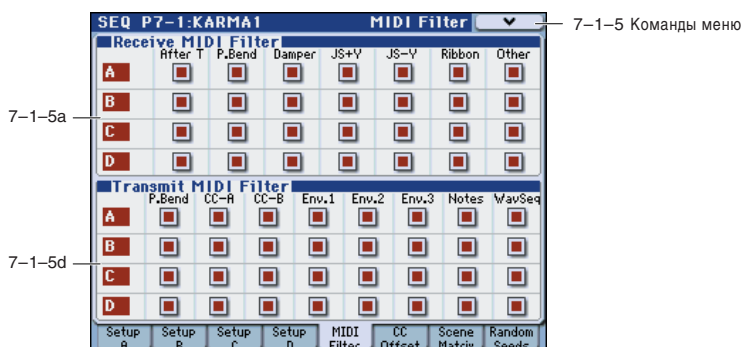 SEQ P7-1:KARMA1 MIDI Filter
7-1-5 Команды меню
Receive MIDI Filter
After T P.Bend Damper JS+Y JS-Y Ribbon Other
A
B
7-1-5a
C
D
Transmit MIDI Filter
P.Bend CC-A CC-B Env.1 Env.2 Env.3 Notes WavSeq
A
B
7-1-5d
C
D
Setup A Setup B Setup C Setup D MIDI Filter CC Offset Scene Matrix Random Seeds